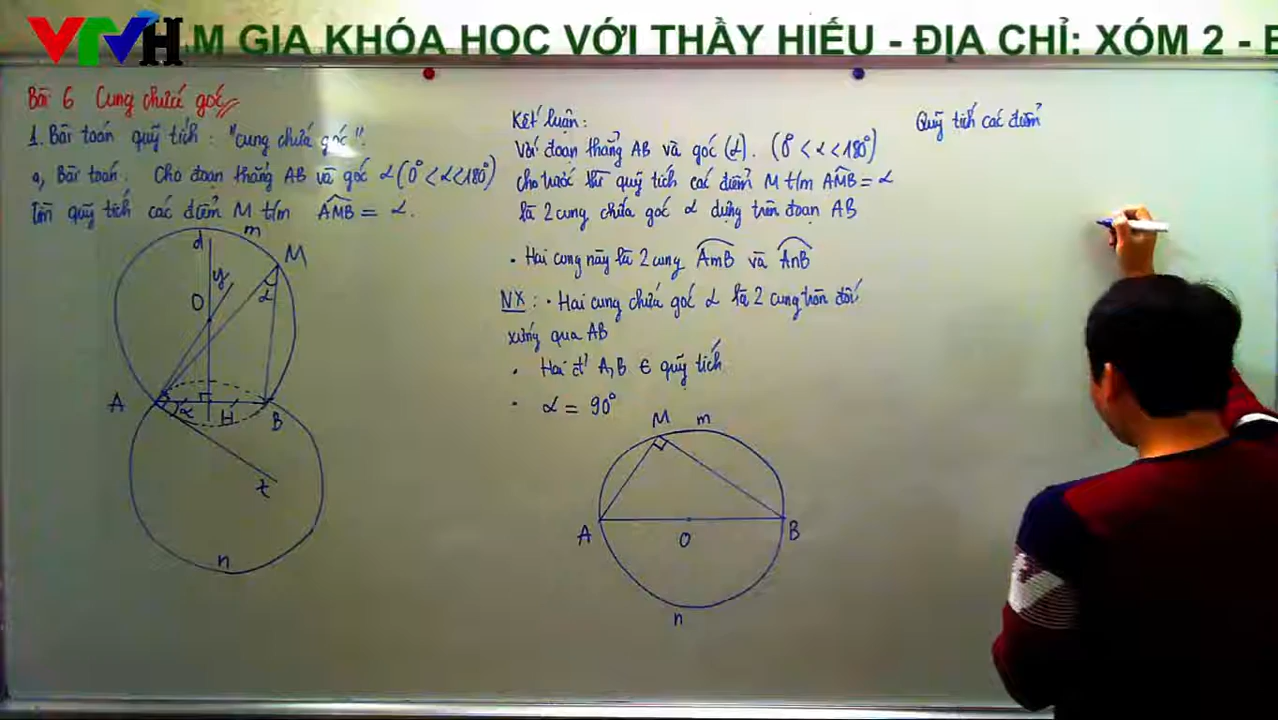 VTVH
.M GIA KHÓA HỌC VỚI THẦY HIẾU - ĐỊA CHỈ: XÓM 2 -
Bài 6 Cung chứa góc
1. Bài toán quỹ tích: "cung chứa góc".
a, Bài toán. Cho đoạn thẳng AB và góc α (0° < α < 180°)
Tìm quỹ tích các điểm M t/m AMB = α.
m
d
M
y
α
O
A
α
H
B
t
n
Kết luận:
Với đoạn thẳng AB và góc (α). (0° < α < 180°)
cho trước thì quỹ tích các điểm M t/m AMB = α
là 2 cung chứa góc α dựng trên đoạn AB
. Hai cung này là 2 cung AmB và AnB
NX: . Hai cung chứa góc α là 2 cung tròn đối
xứng qua AB
. Hai đ' A,B ∈ quỹ tích
. α = 90°
M m
A
O
B
n
Quỹ tích các điểm